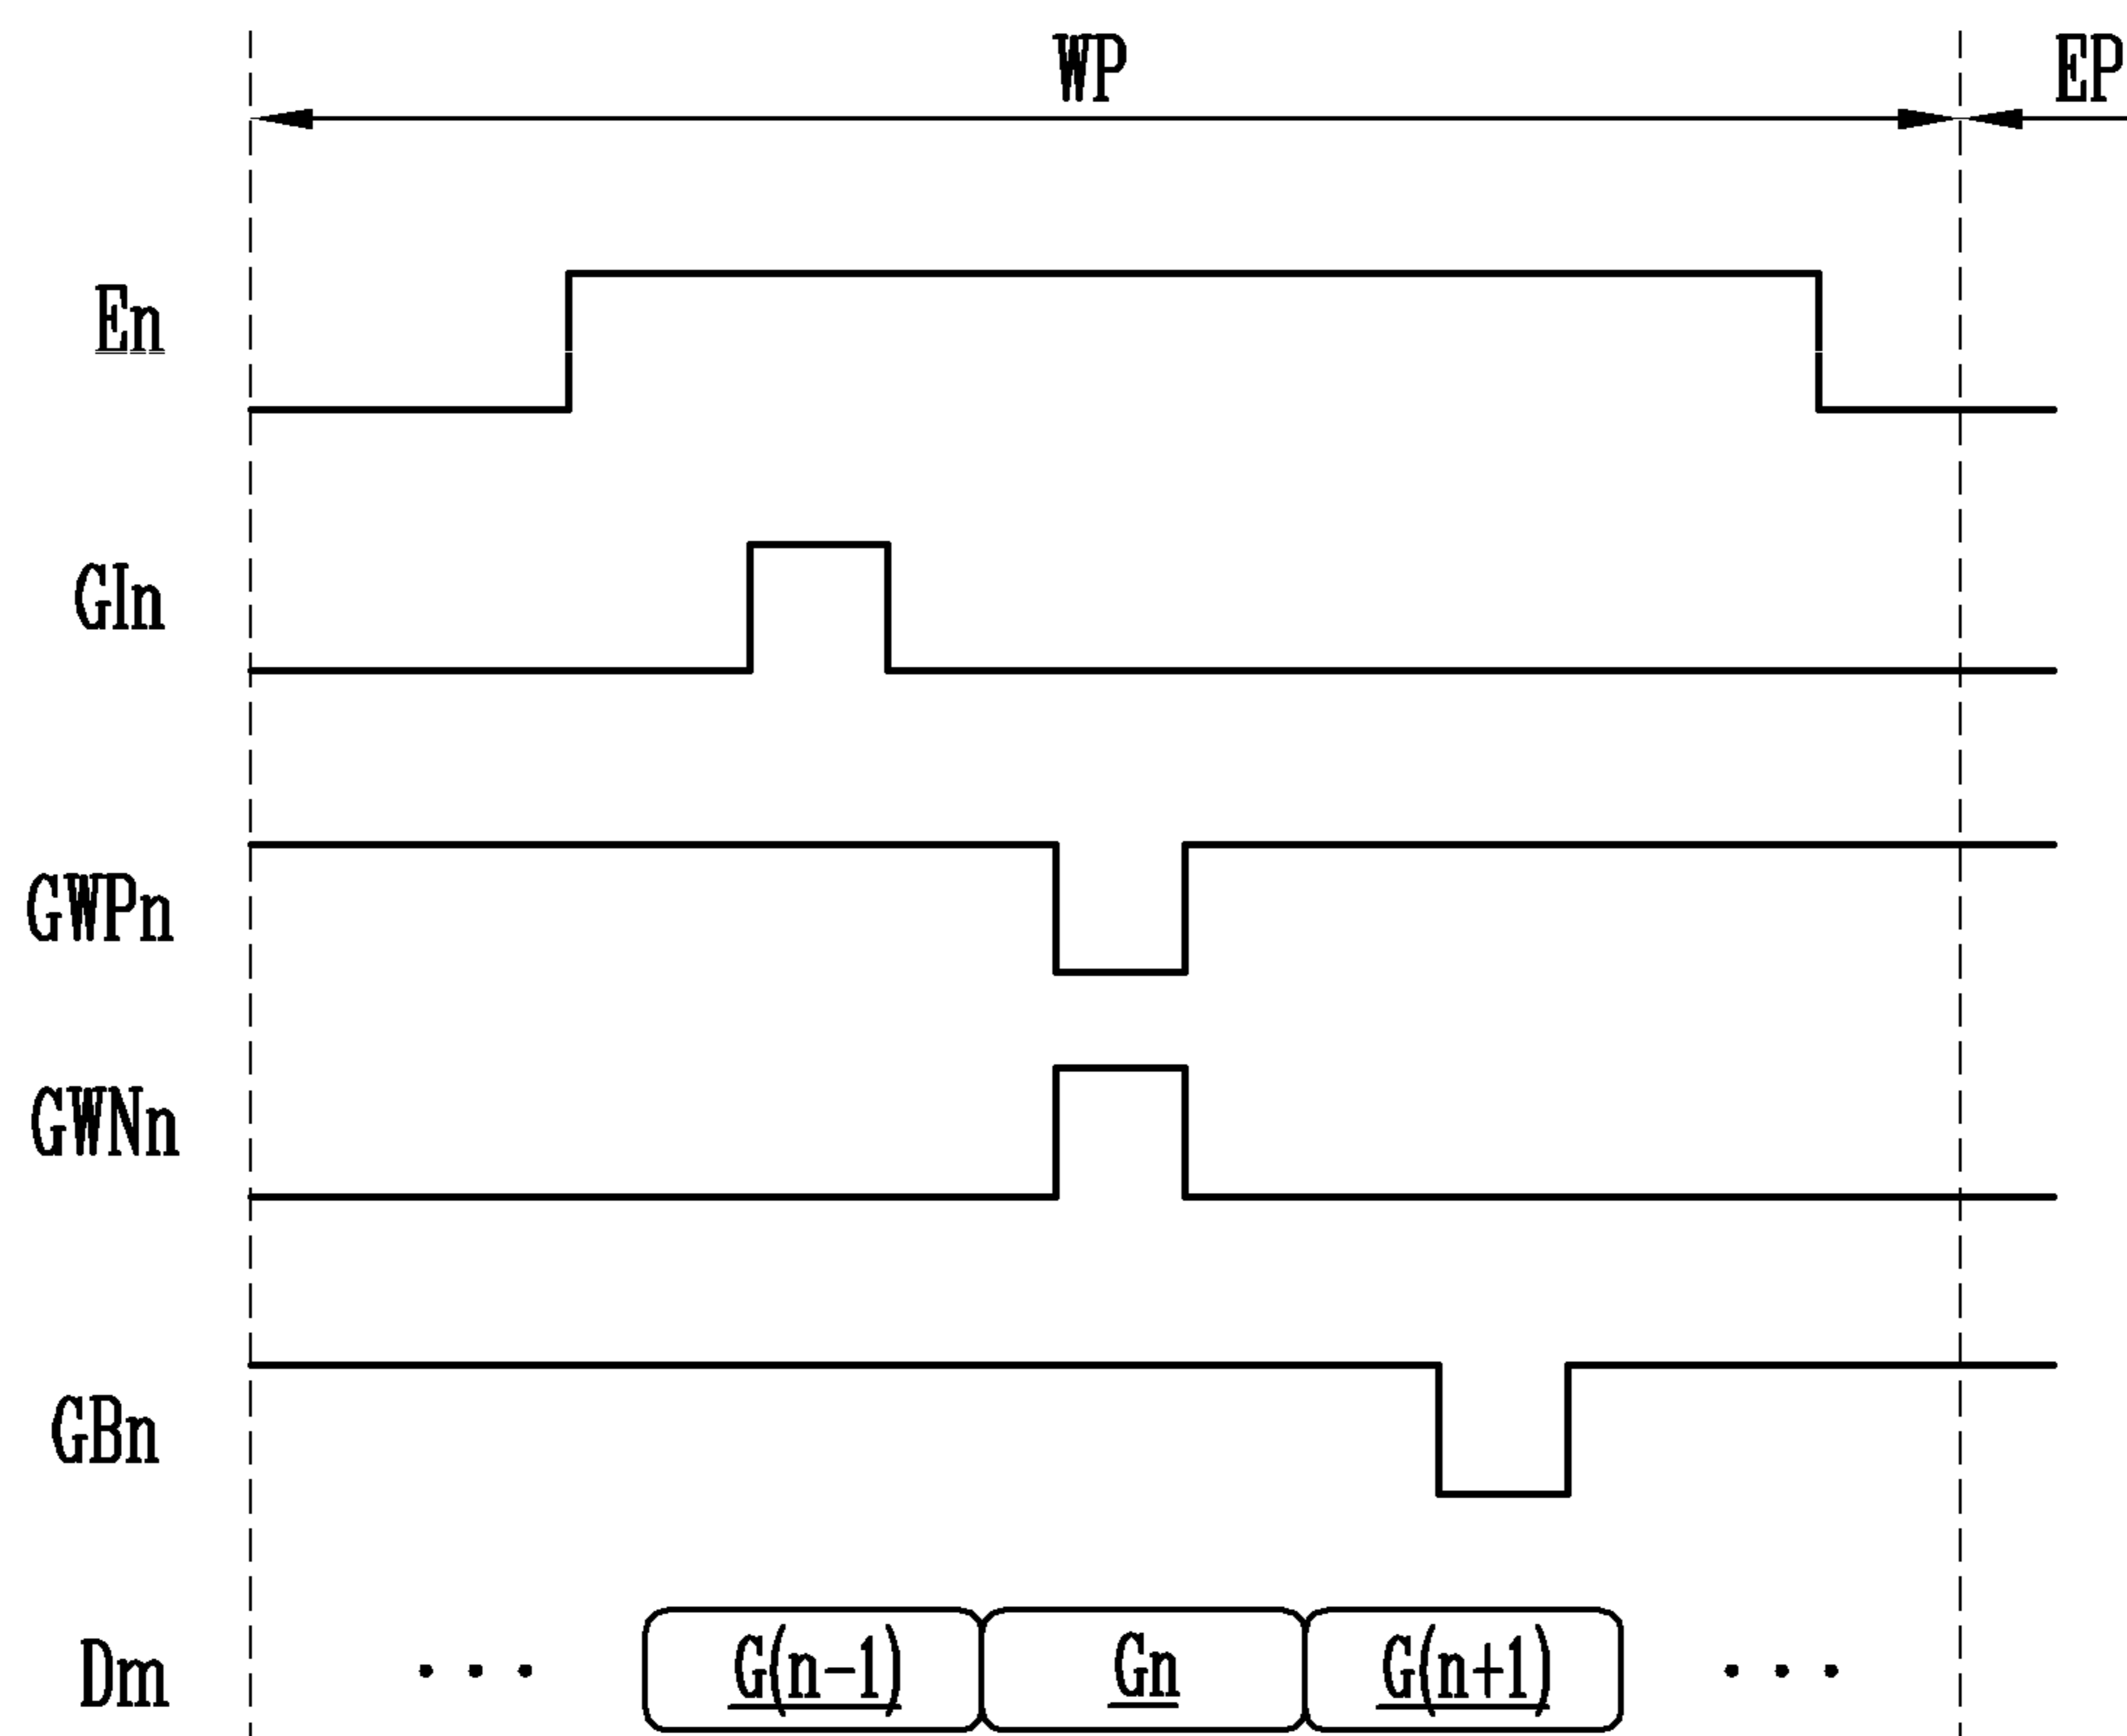 WP EP
En
GIn
GWPn
GWNn
GBn
Dm ... G(n-1) Gn G(n+1) ...